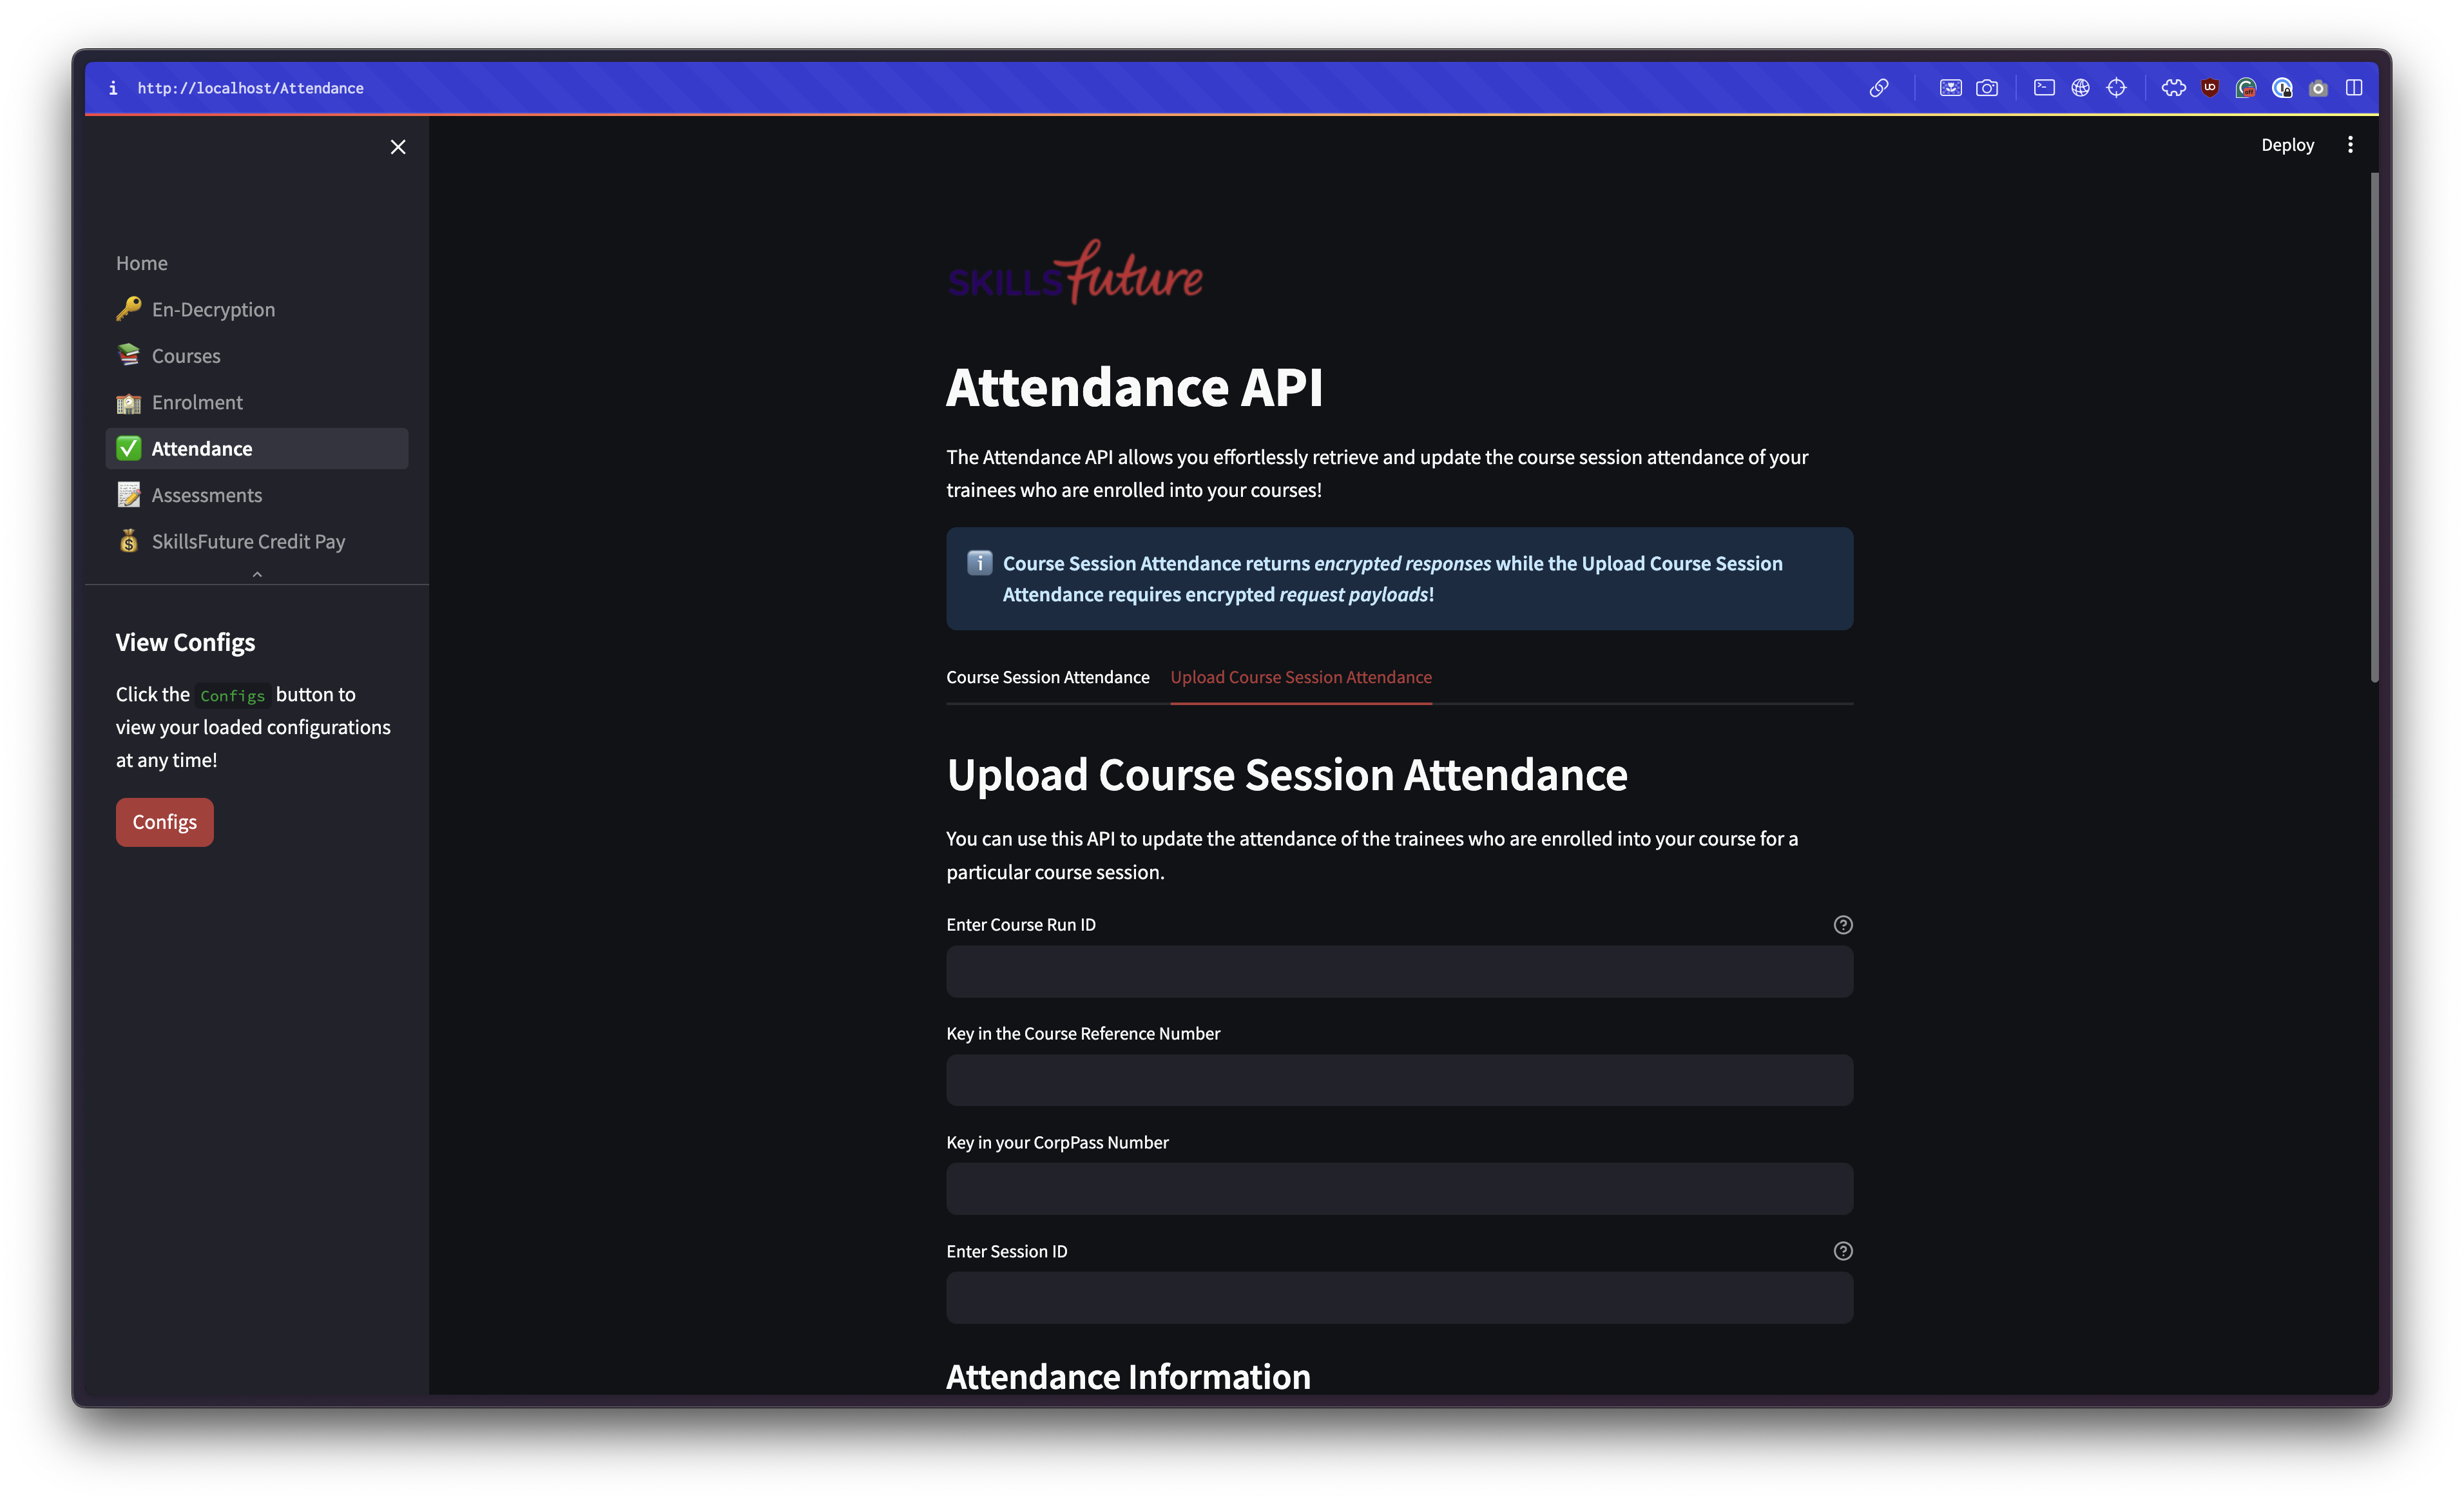 http://localhost/Attendance
Deploy
Home
En-Decryption
Courses
Enrolment
Attendance
Assessments
SkillsFuture Credit Pay
View Configs
Click the Configs button to
view your loaded configurations
at any time!
Configs
SKILLSfuture
Attendance API
The Attendance API allows you effortlessly retrieve and update the course session attendance of your
trainees who are enrolled into your courses!
Course Session Attendance returns encrypted responses while the Upload Course Session
Attendance requires encrypted request payloads!
Course Session Attendance Upload Course Session Attendance
Upload Course Session Attendance
You can use this API to update the attendance of the trainees who are enrolled into your course for a
particular course session.
Enter Course Run ID
Key in the Course Reference Number
Key in your CorpPass Number
Enter Session ID
Attendance Information